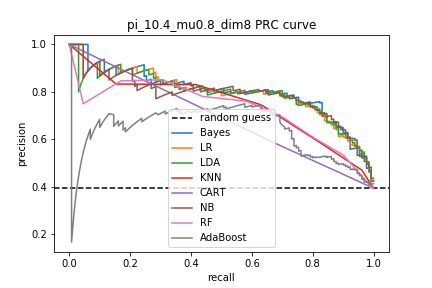 pi_10.4_mu0.8_dim8 PRC curve
1.0
0.8
0.6
0.4
0.2
precision
random guess
Bayes
LR
LDA
KNN
CART
NB
RF
AdaBoost
0.0 0.2 0.4 0.6 0.8 1.0
recall